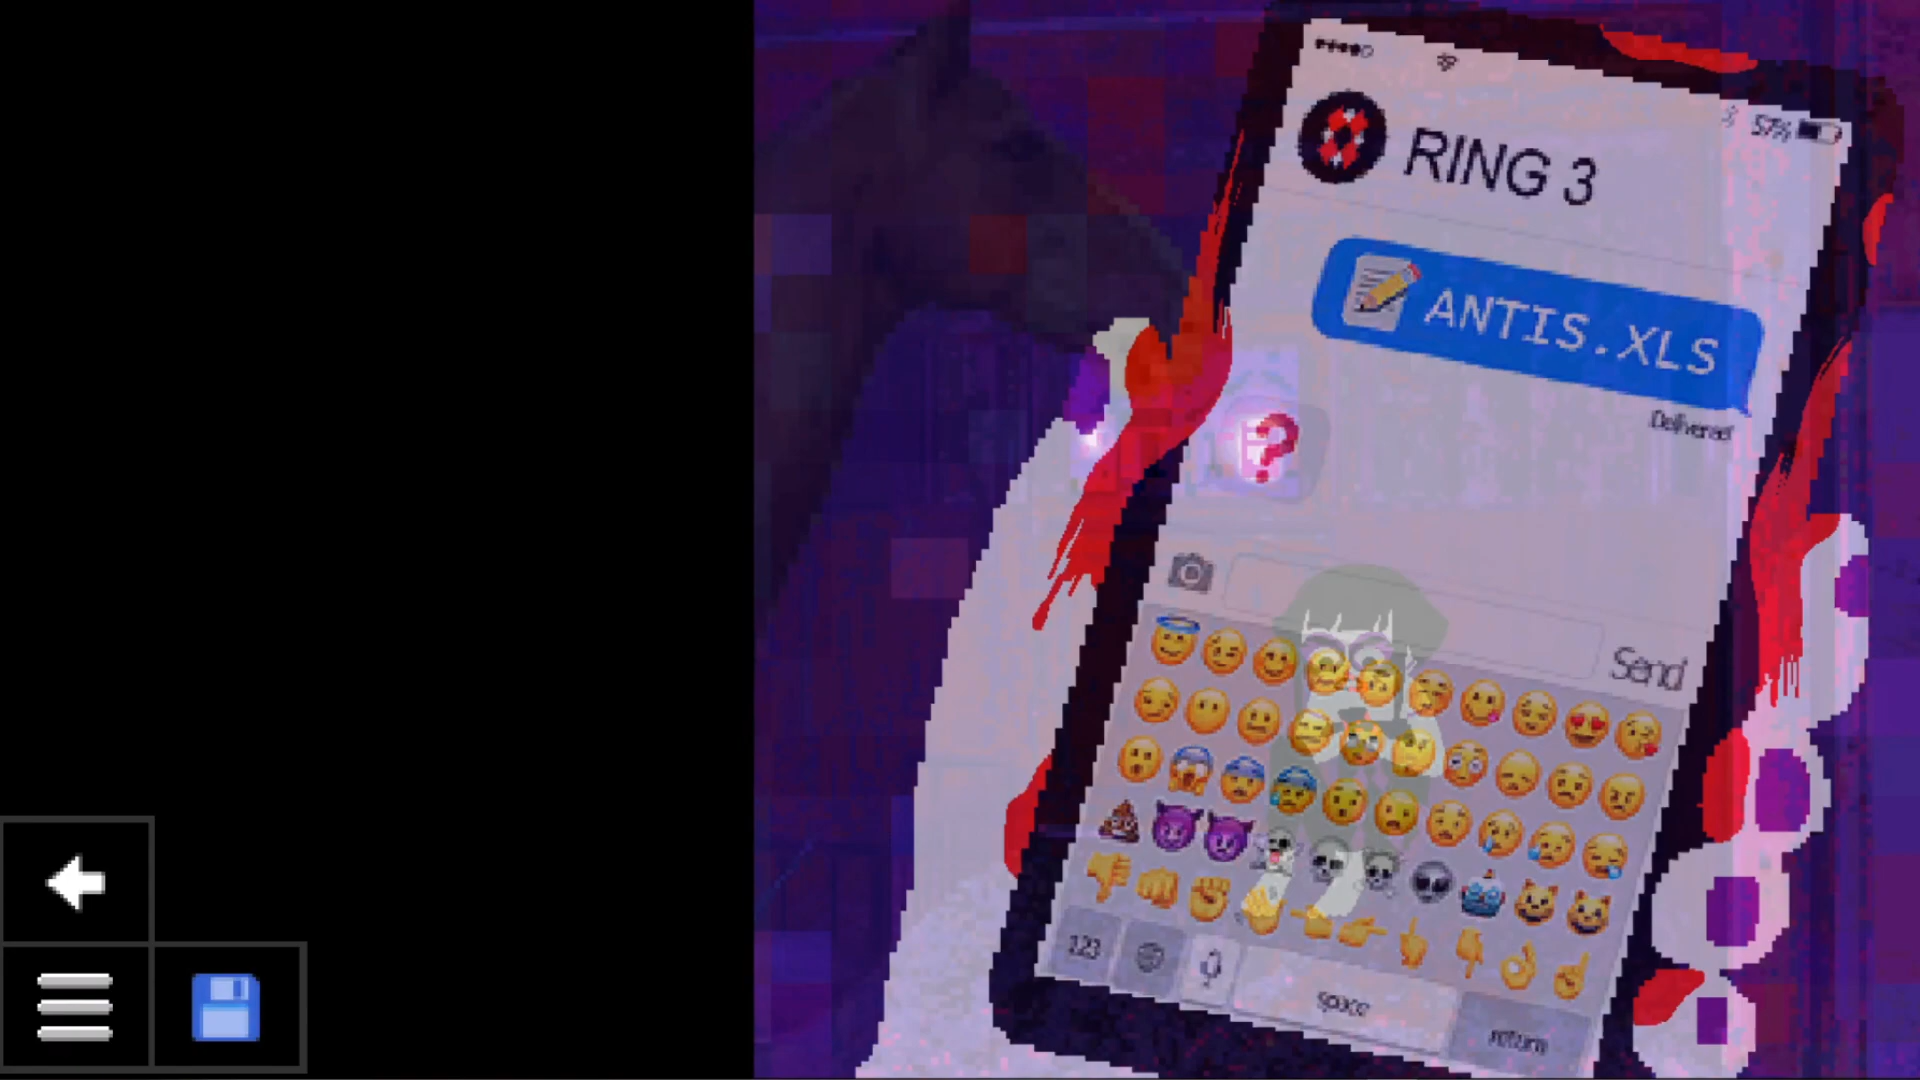 57%
RING 3
ANTIS.XLS
Delivered
?
Send
123
space
return